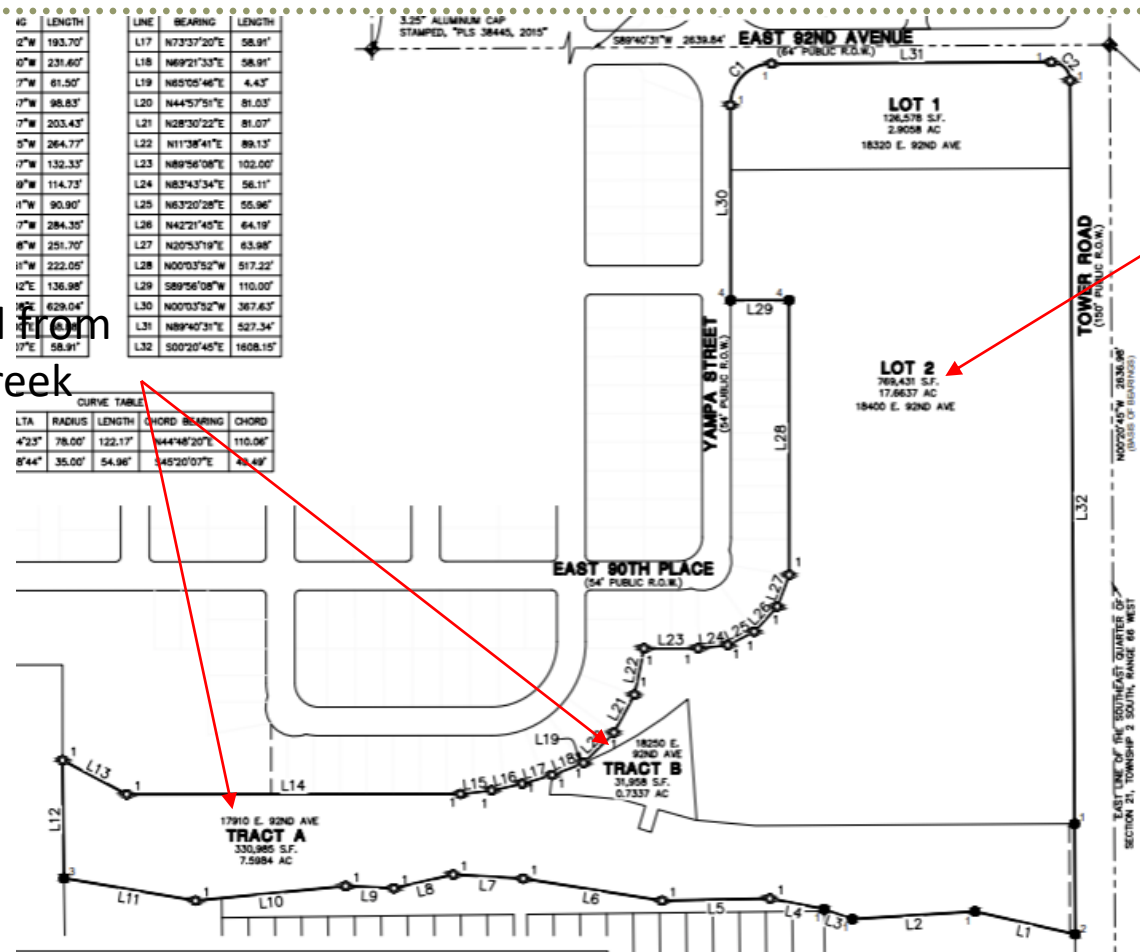 LENGTH
193.70'
231.60'
61.50'
98.83'
203.43'
264.77'
132.33'
114.73'
90.90'
284.35'
251.70'
222.05'
136.98'
629.04'
58.91'
LINE BEARING LENGTH
L17 N73°37'20"E 58.91'
L18 N69°21'33"E 58.91'
L19 N65°05'46"E 4.43'
L20 N44°57'51"E 81.03'
L21 N28°30'22"E 81.07'
L22 N11°38'41"E 89.13'
L23 N89°56'08"E 102.00'
L24 N83°43'34"E 56.11'
L25 N63°20'28"E 55.96'
L26 N42°21'45"E 64.19'
L27 N20°53'19"E 63.98'
L28 N00°03'52"W 517.22'
L29 S89°56'08"W 110.00'
L30 N00°03'52"W 367.63'
L31 N89°40'31"E 527.34'
L32 S00°20'45"E 1608.15'
from
reek
CURVE TABLE
LTA RADIUS LENGTH CHORD BEARING CHORD
4'23" 78.00' 122.17' N44°48'20"E 110.06'
8'44" 35.00' 54.96' S45°20'07"E 49.49'
3.25" ALUMINUM CAP
STAMPED, "PLS 38445, 2015"
S89°40'31"W 2639.84'
EAST 92ND AVENUE
(64' PUBLIC R.O.W.)
L31
C1
C2
1
1
LOT 1
126,578 S.F.
2.9058 AC
18320 E. 92ND AVE
L30
4
4
L29
YAMPA STREET
(54' PUBLIC R.O.W.)
L28
LOT 2
769,431 S.F.
17.6637 AC
18400 E. 92ND AVE
TOWER ROAD
(150' PUBLIC R.O.W.)
N00°20'45"W 2636.98'
(BASIS OF BEARINGS)
L32
EAST LINE OF THE SOUTHEAST QUARTER OF
SECTION 21, TOWNSHIP 2 SOUTH, RANGE 66 WEST
EAST 90TH PLACE
(54' PUBLIC R.O.W.)
L27
L26
L25
L24
L23
L22
L21
L19
L18
L17
L16
L15
L14
L13
L12
18250 E.
92ND AVE
TRACT B
31,958 S.F.
0.7337 AC
17910 E. 92ND AVE
TRACT A
330,985 S.F.
7.5984 AC
3
L11
L10
L9
L8
L7
L6
L5
L4
L3
L2
L1
1
2